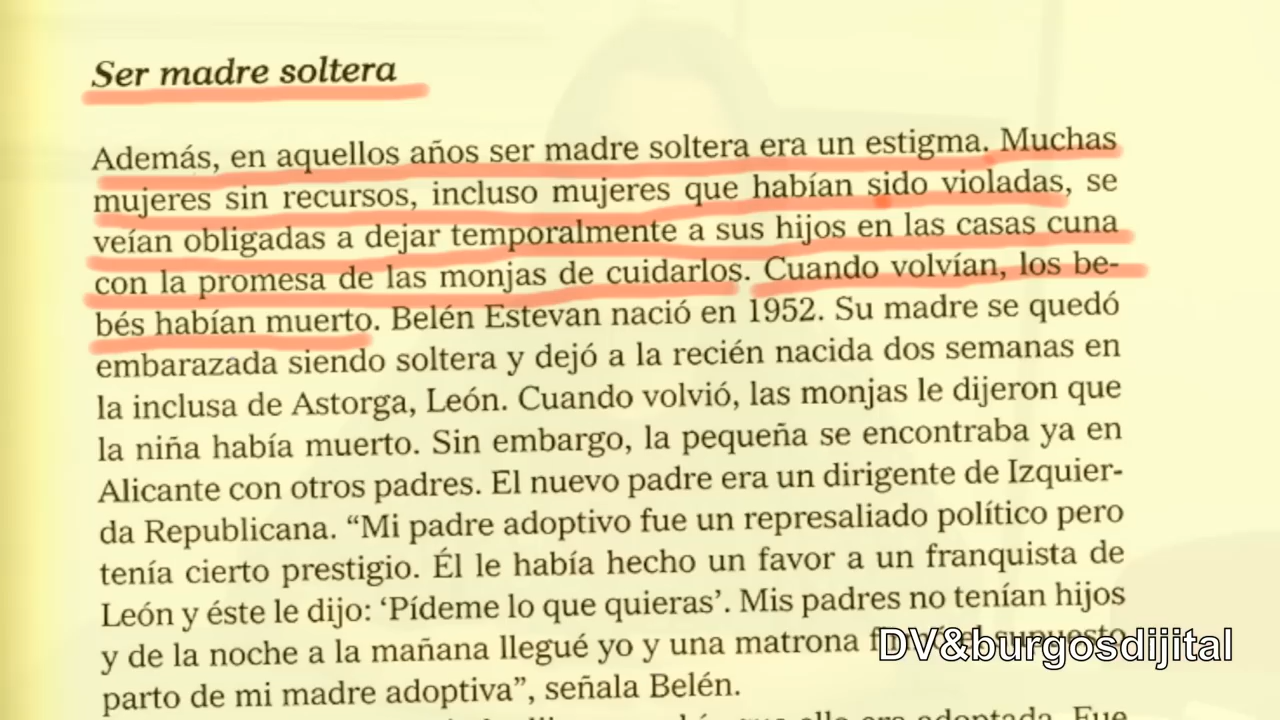 Ser madre soltera
Además, en aquellos años ser madre soltera era un estigma. Muchas
mujeres sin recursos, incluso mujeres que habían sido violadas, se
veían obligadas a dejar temporalmente a sus hijos en las casas cuna
con la promesa de las monjas de cuidarlos. Cuando volvían, los be-
bés habían muerto. Belén Estevan nació en 1952. Su madre se quedó
embarazada siendo soltera y dejó a la recién nacida dos semanas en
la inclusa de Astorga, León. Cuando volvió, las monjas le dijeron que
la niña había muerto. Sin embargo, la pequeña se encontraba ya en
Alicante con otros padres. El nuevo padre era un dirigente de Izquier-
da Republicana. “Mi padre adoptivo fue un represaliado político pero
tenía cierto prestigio. Él le había hecho un favor a un franquista de
León y éste le dijo: ‘Pídeme lo que quieras’. Mis padres no tenían hijos
y de la noche a la mañana llegué yo y una matrona supuesto
DV&burgosdijital
parto de mi madre adoptiva”, señala Belén.
adoptada. Fue